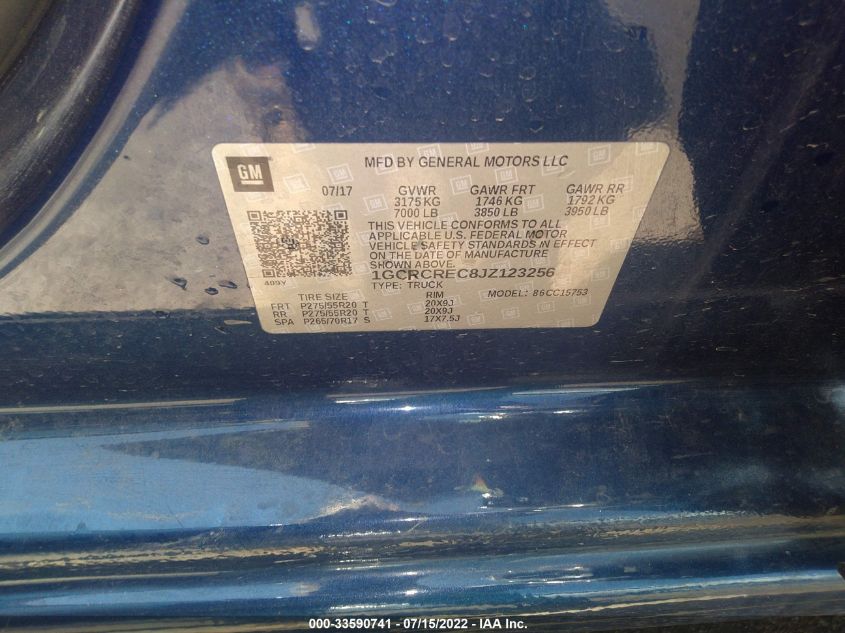 GM
MFD BY GENERAL MOTORS LLC
07/17 GVWR GAWR FRT GAWR RR
3175 KG 1746 KG 1792 KG
7000 LB 3850 LB 3950 LB
THIS VEHICLE CONFORMS TO ALL
APPLICABLE U.S. FEDERAL MOTOR
VEHICLE SAFETY STANDARDS IN EFFECT
ON THE DATE OF MANUFACTURE
SHOWN ABOVE.
1GCRCREC8JZ123256
TYPE: TRUCK
TIRE SIZE RIM MODEL: 86CC15753
FRT P275/55R20 T 20X9J
RR P275/55R20 T 20X9J
SPA P265/70R17 S 17X7.5J
000-33590741 - 07/15/2022 - IAA Inc.